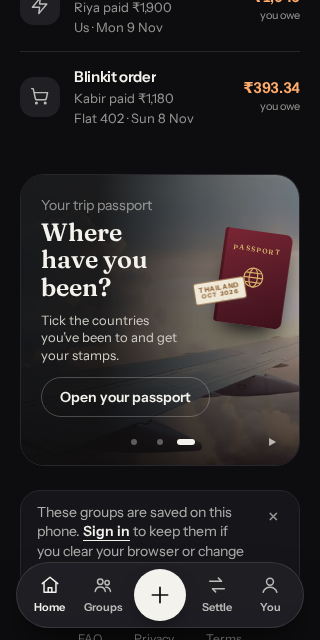 Riya paid ₹1,900
Us · Mon 9 Nov
you owe
Blinkit order
₹393.34
Kabir paid ₹1,180
you owe
Flat 402 · Sun 8 Nov
Your trip passport
Where
have you
been?
PASSPORT
THAILAND
OCT 2026
Tick the countries
you've been to and get
your stamps.
Open your passport
These groups are saved on this
phone. Sign in to keep them if
you clear your browser or change
Home
Groups
Settle
You
FAQ
Privacy
Terms